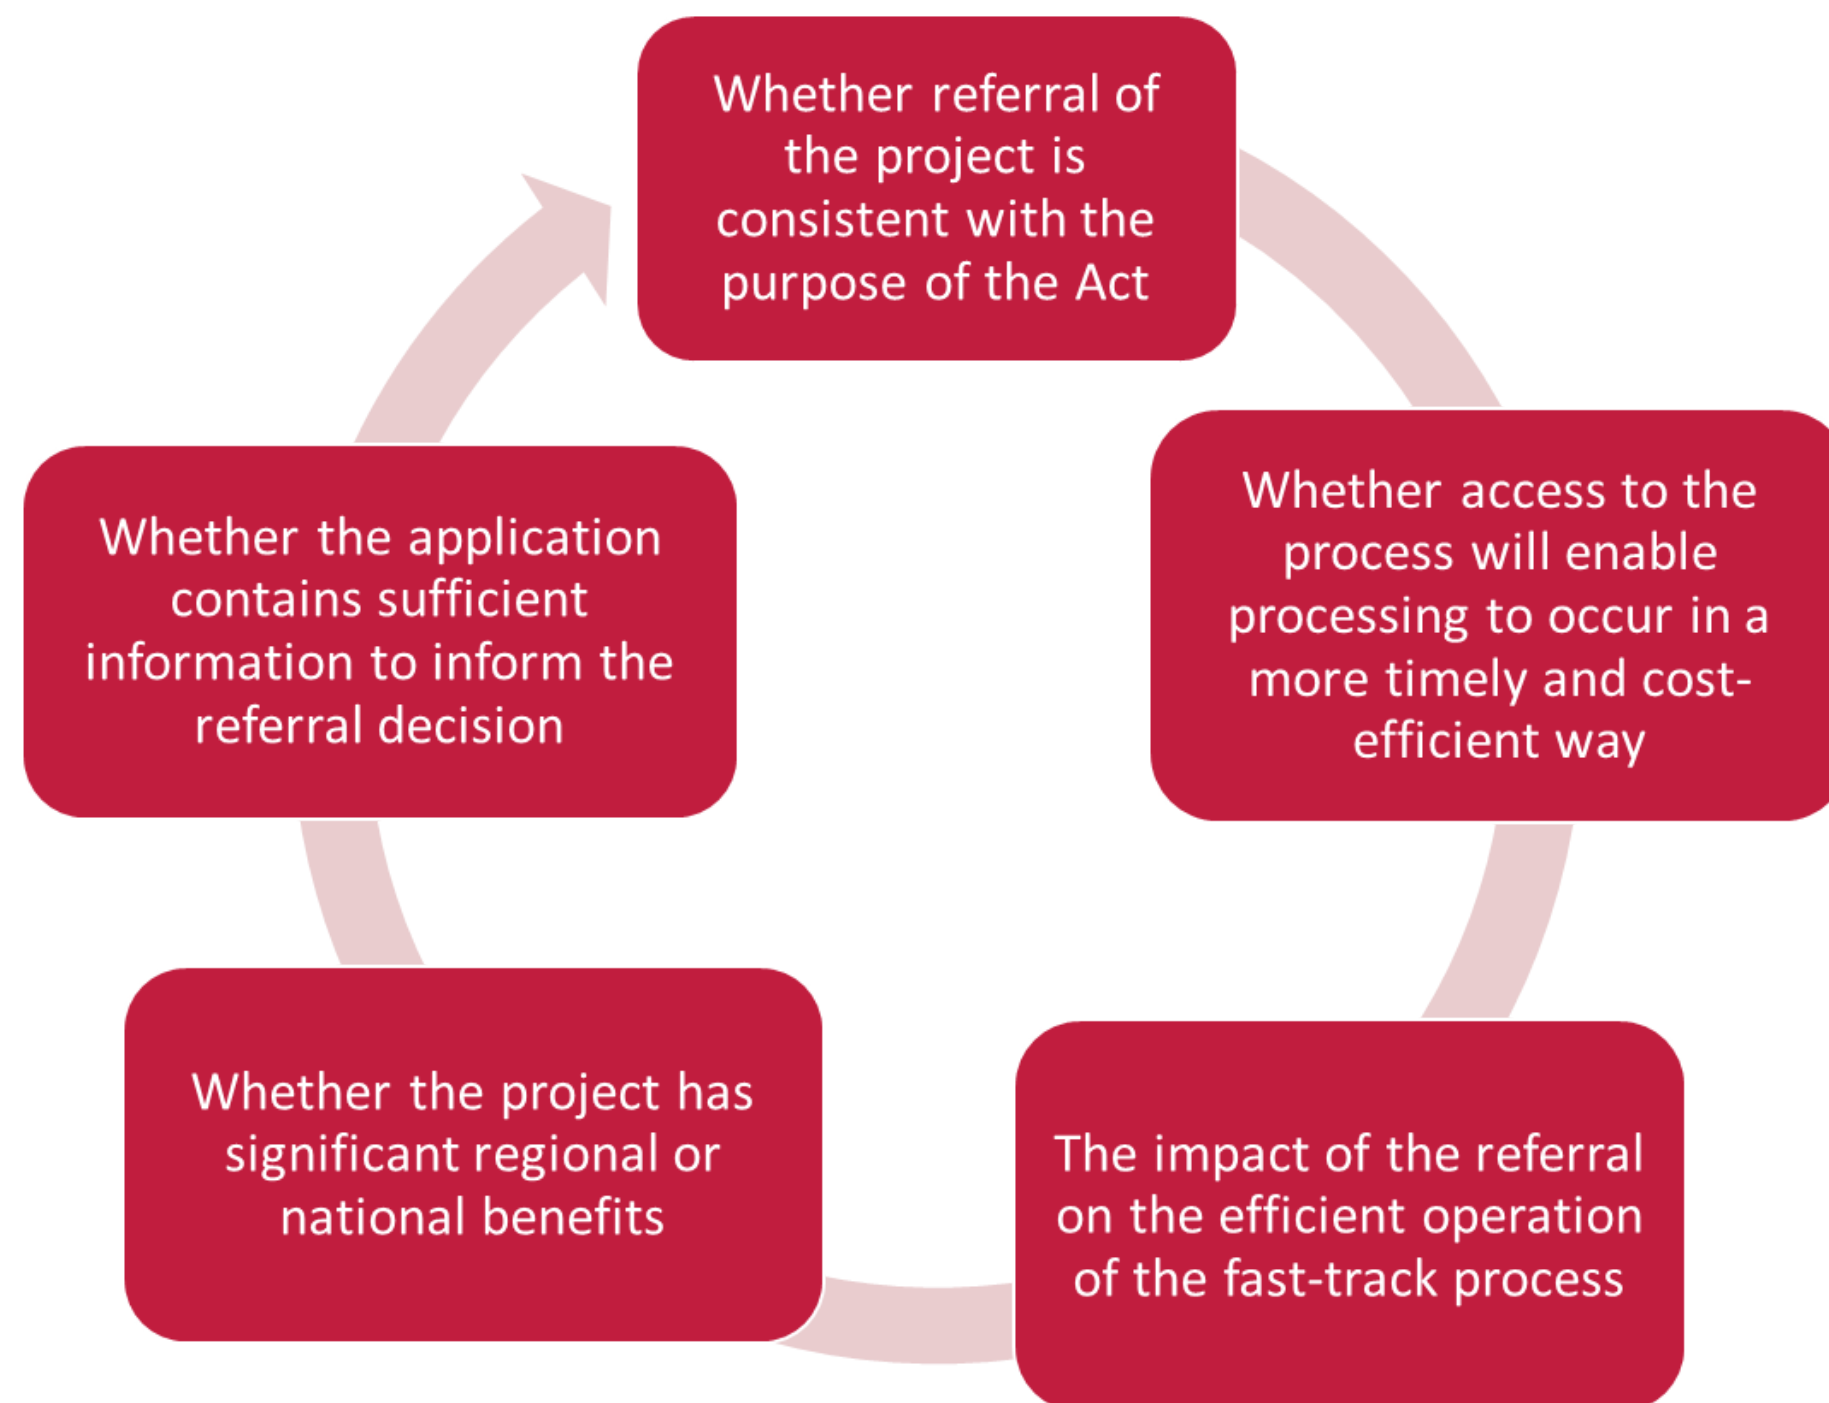 Whether referral of
the project is
consistent with the
purpose of the Act
Whether access to the
process will enable
processing to occur in a
more timely and cost-
efficient way
The impact of the referral
on the efficient operation
of the fast-track process
Whether the project has
significant regional or
national benefits
Whether the application
contains sufficient
information to inform the
referral decision